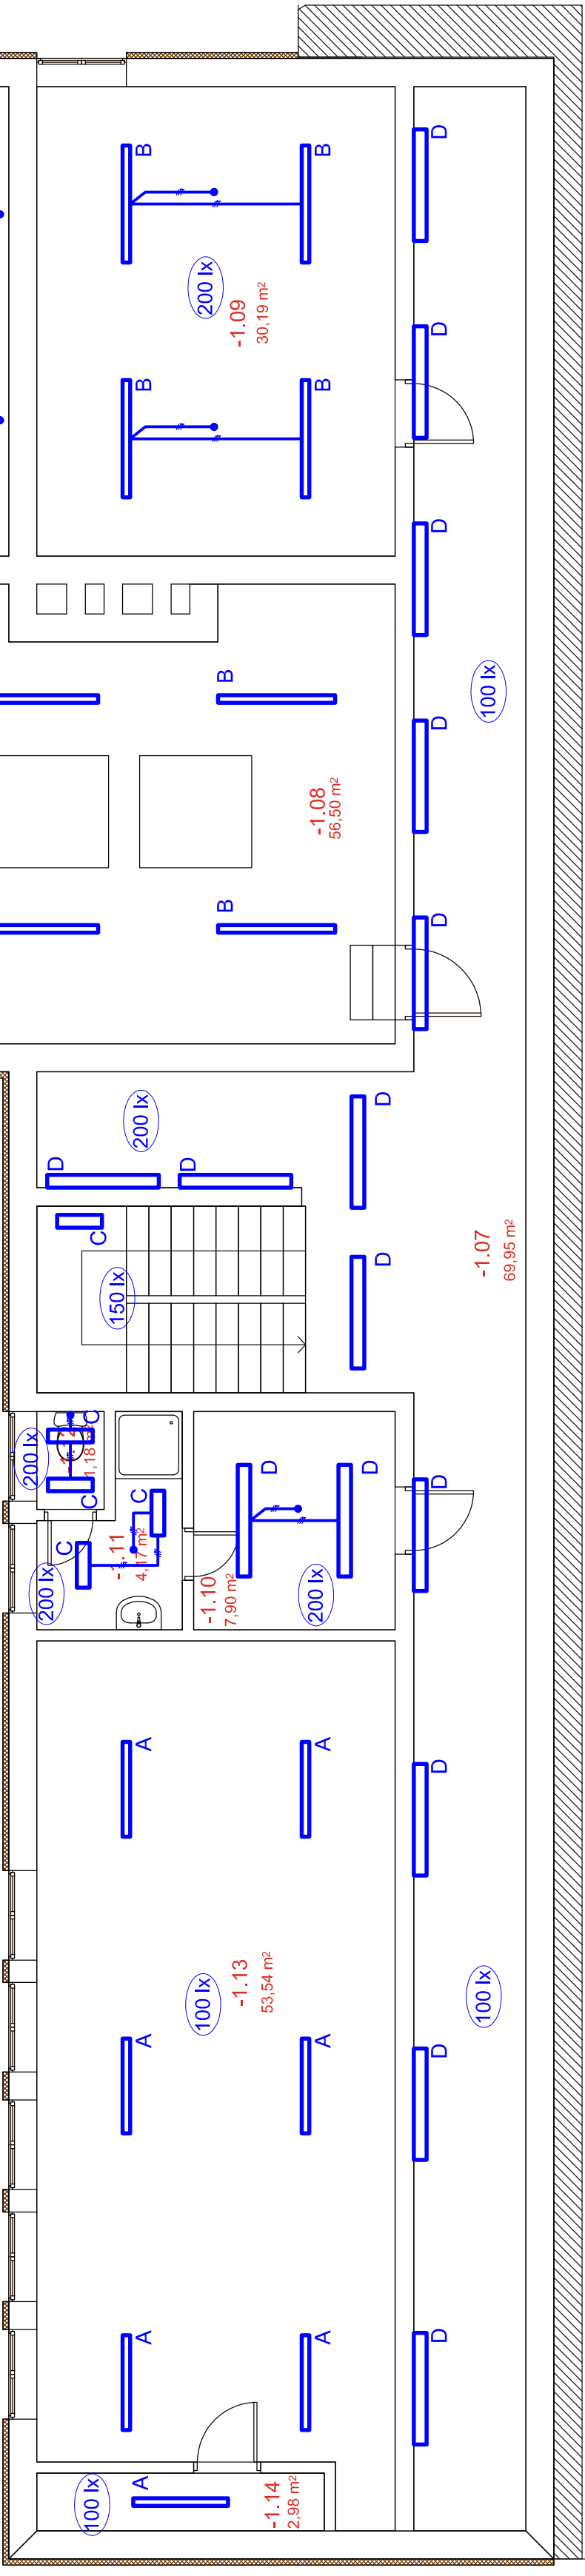 B
B
D
200 lx
-1.09
30,19 m²
D
B
B
D
B
100 lx
D
-1.08
56,50 m²
B
D
200 lx
D
D
D
C
150 lx
-1.07
69,95 m²
D
C
200 lx
1,18 m²
C
C
D
D
D
C
-1.11
4,17 m²
200 lx
-1.10
7,90 m²
200 lx
A
A
D
100 lx
-1.13
53,54 m²
100 lx
A
A
D
A
A
D
A
100 lx
-1.14
2,98 m²